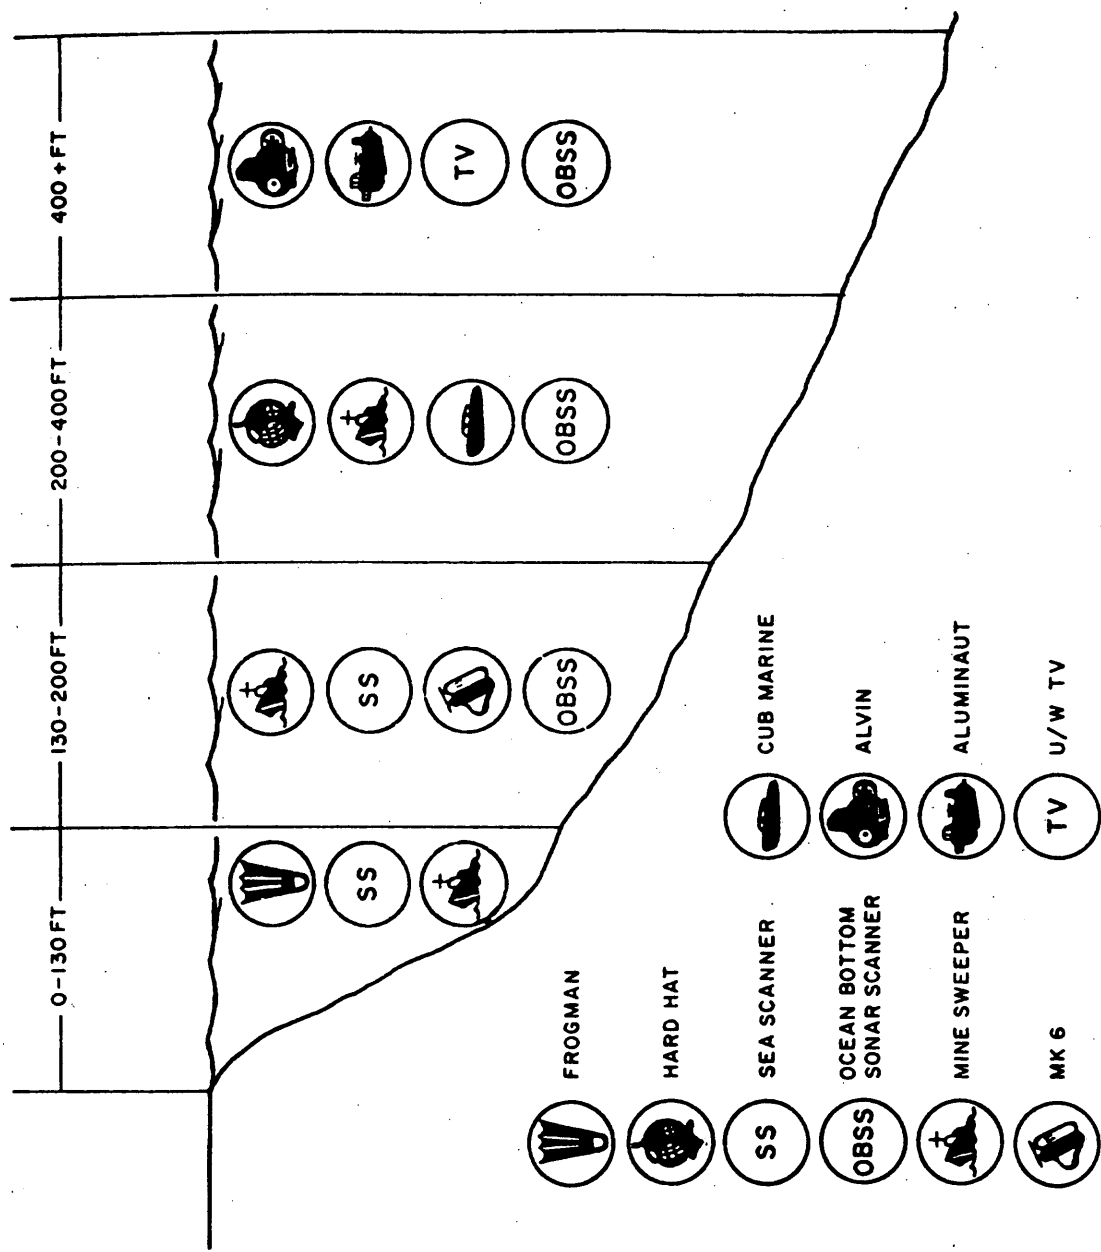 0-130 FT
130-200 FT
200-400 FT
400 + FT
SS
SS
OBSS
OBSS
TV
OBSS
FROGMAN
HARD HAT
SS
SEA SCANNER
OBSS
OCEAN BOTTOM
SONAR SCANNER
MINE SWEEPER
MK 6
CUB MARINE
ALVIN
ALUMINAUT
TV
U/W TV